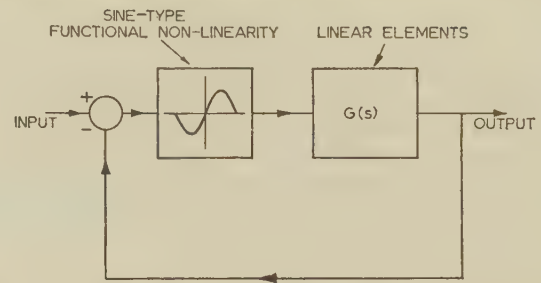 SINE-TYPE
FUNCTIONAL NON-LINEARITY
LINEAR ELEMENTS
+
−
G(s)
INPUT
OUTPUT